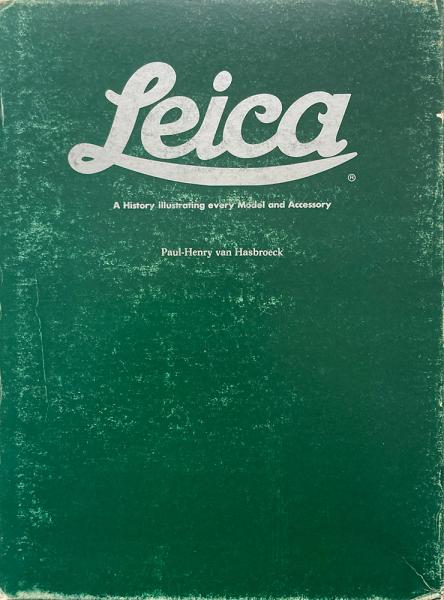 Leica
®
A History illustrating every Model and Accessory
Paul-Henry van Hasbroeck